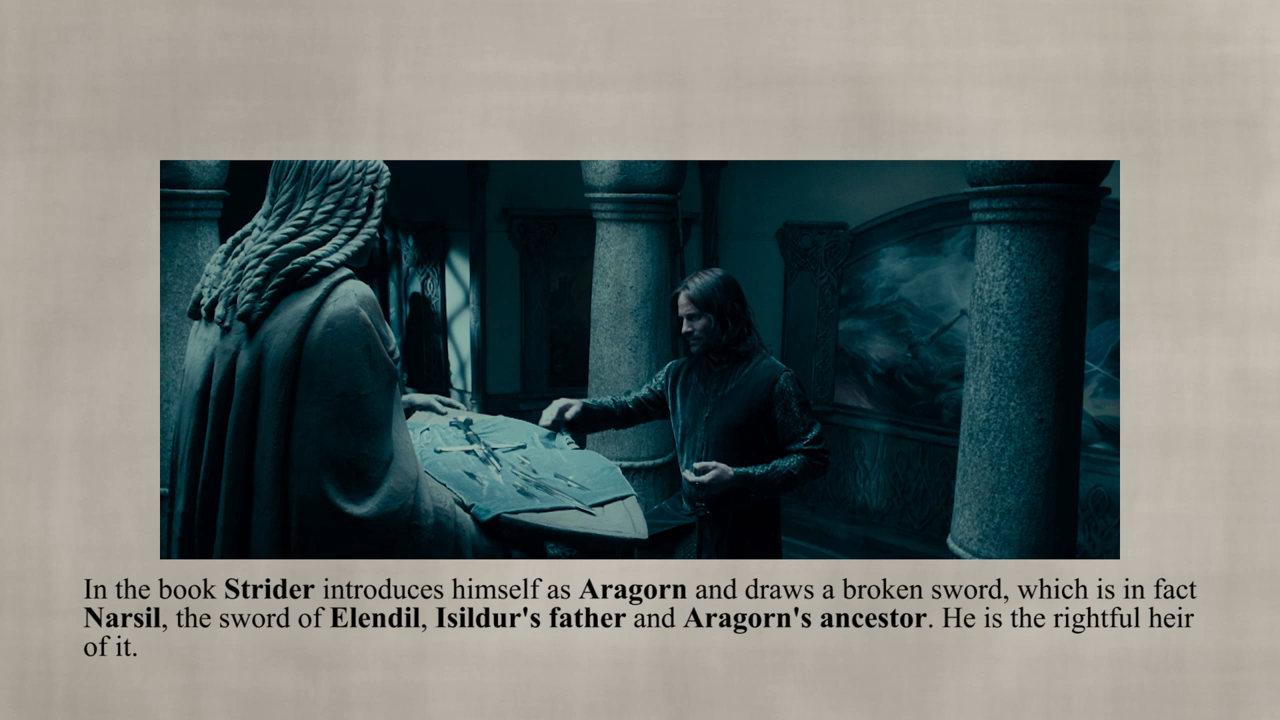 In the book Strider introduces himself as Aragorn and draws a broken sword, which is in fact
Narsil, the sword of Elendil, Isildur's father and Aragorn's ancestor. He is the rightful heir
of it.